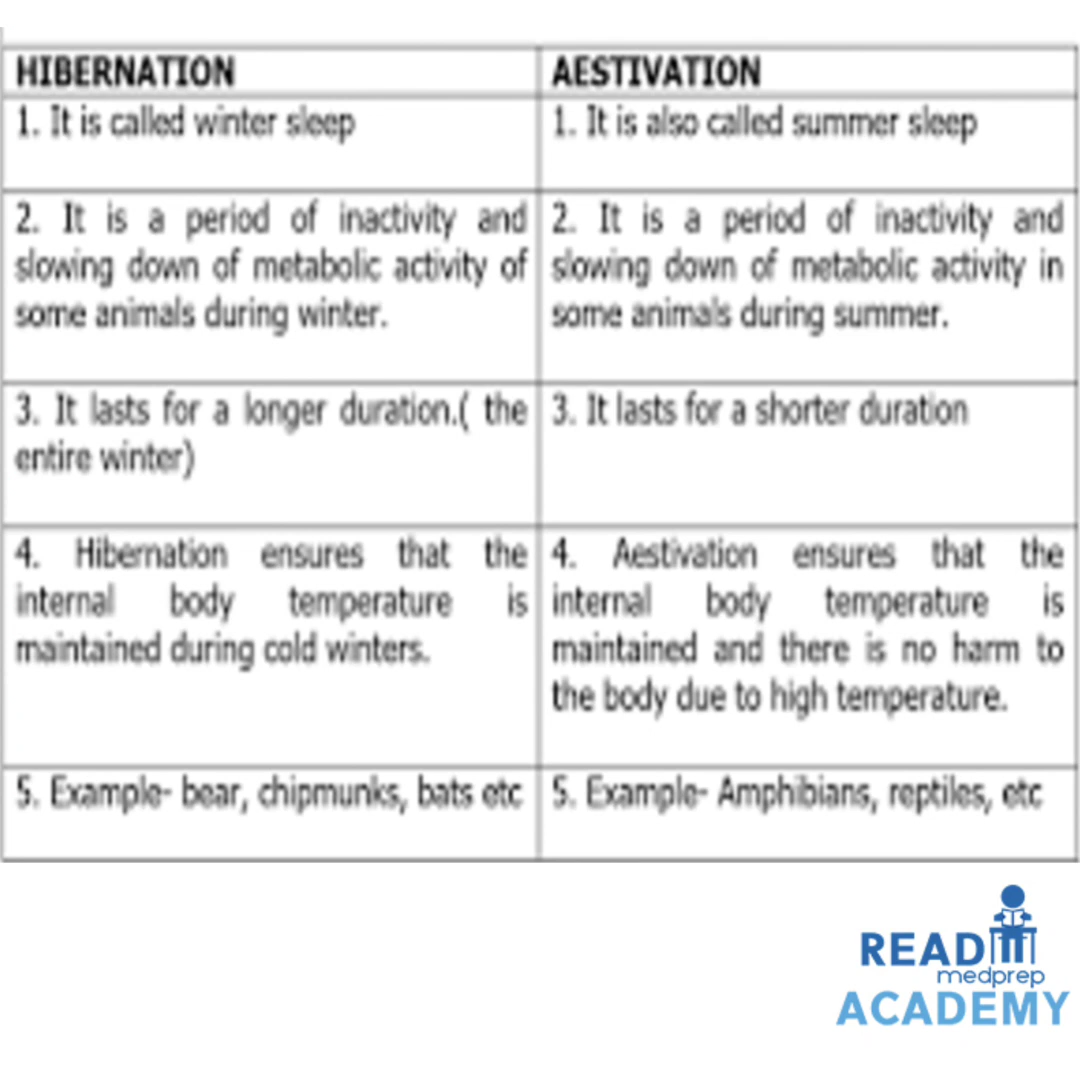 HIBERNATION
AESTIVATION
1. It is called winter sleep
1. It is also called summer sleep
2. It is a period of inactivity and
slowing down of metabolic activity of
some animals during winter.
2. It is a period of inactivity and
slowing down of metabolic activity in
some animals during summer.
3. It lasts for a longer duration.( the
entire winter)
3. It lasts for a shorter duration
4. Hibernation ensures that the
internal body temperature is
maintained during cold winters.
4. Aestivation ensures that the
internal body temperature is
maintained and there is no harm to
the body due to high temperature.
5. Example- bear, chipmunks, bats etc
5. Example- Amphibians, reptiles, etc
READ
medprep
ACADEMY